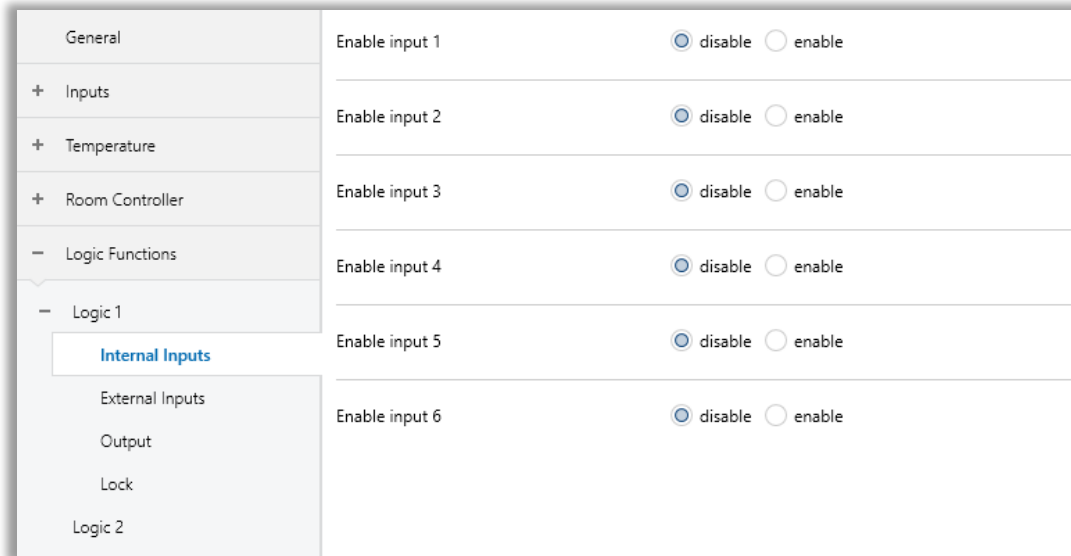 General
Inputs
Temperature
Room Controller
Logic Functions
Logic 1
Internal Inputs
External Inputs
Output
Lock
Logic 2
Enable input 1 disable enable
Enable input 2 disable enable
Enable input 3 disable enable
Enable input 4 disable enable
Enable input 5 disable enable
Enable input 6 disable enable